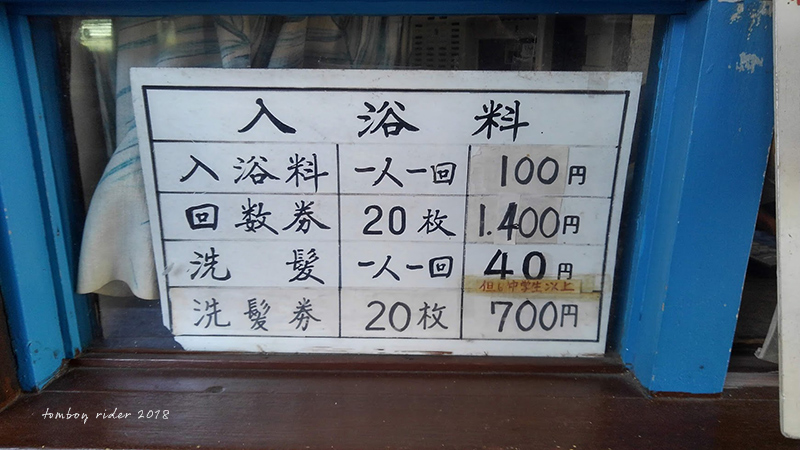 入浴料
入浴料 一人一回 100円
回数券 20枚 1.400円
洗髪 一人一回 40円
但し中学生以上
洗髪券 20枚 700円
tomboy rider 2018